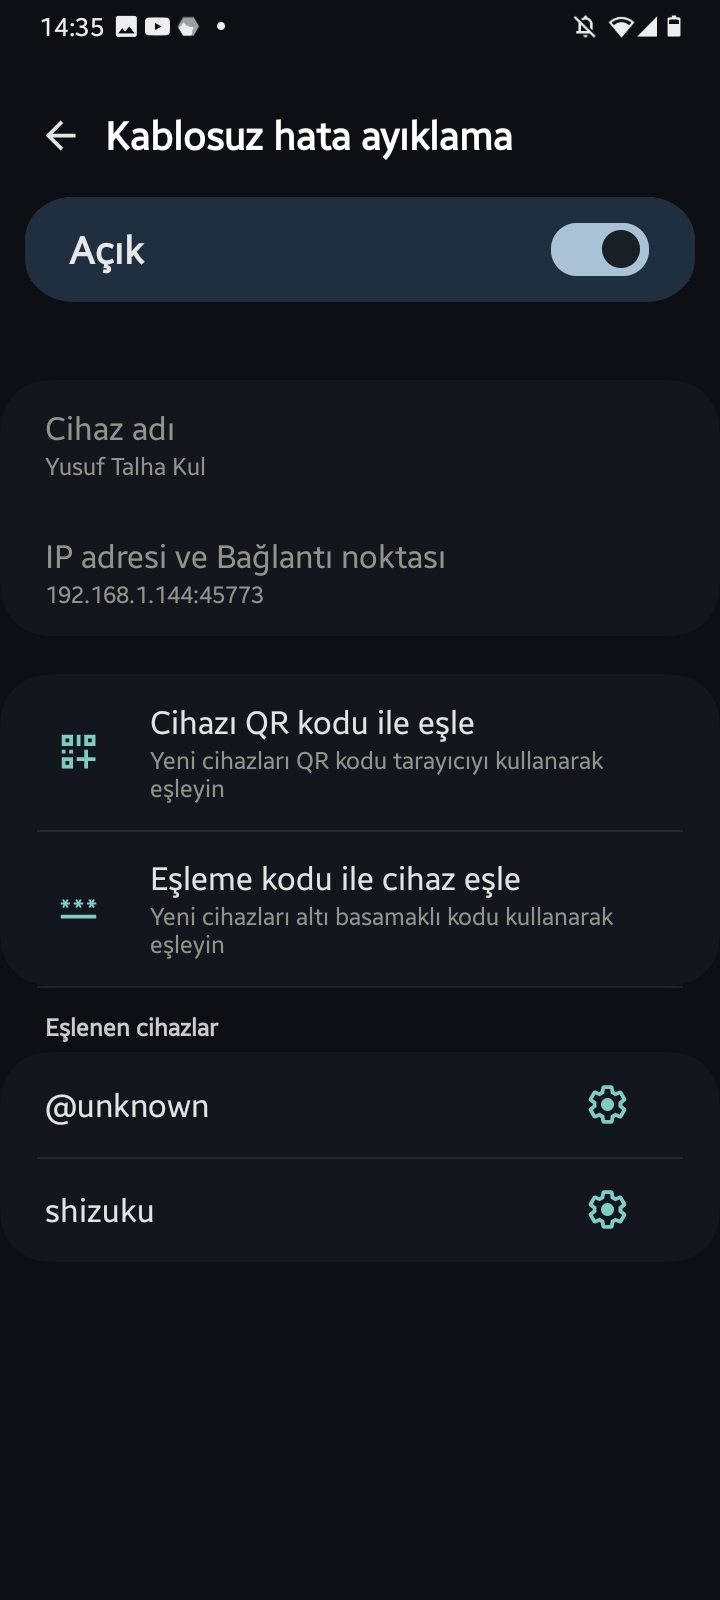 14:35
Kablosuz hata ayıklama
Açık
Cihaz adı
Yusuf Talha Kul
IP adresi ve Bağlantı noktası
192.168.1.144:45773
Cihazı QR kodu ile eşle
Yeni cihazları QR kodu tarayıcıyı kullanarak
eşleyin
Eşleme kodu ile cihaz eşle
Yeni cihazları altı basamaklı kodu kullanarak
eşleyin
Eşlenen cihazlar
@unknown
shizuku